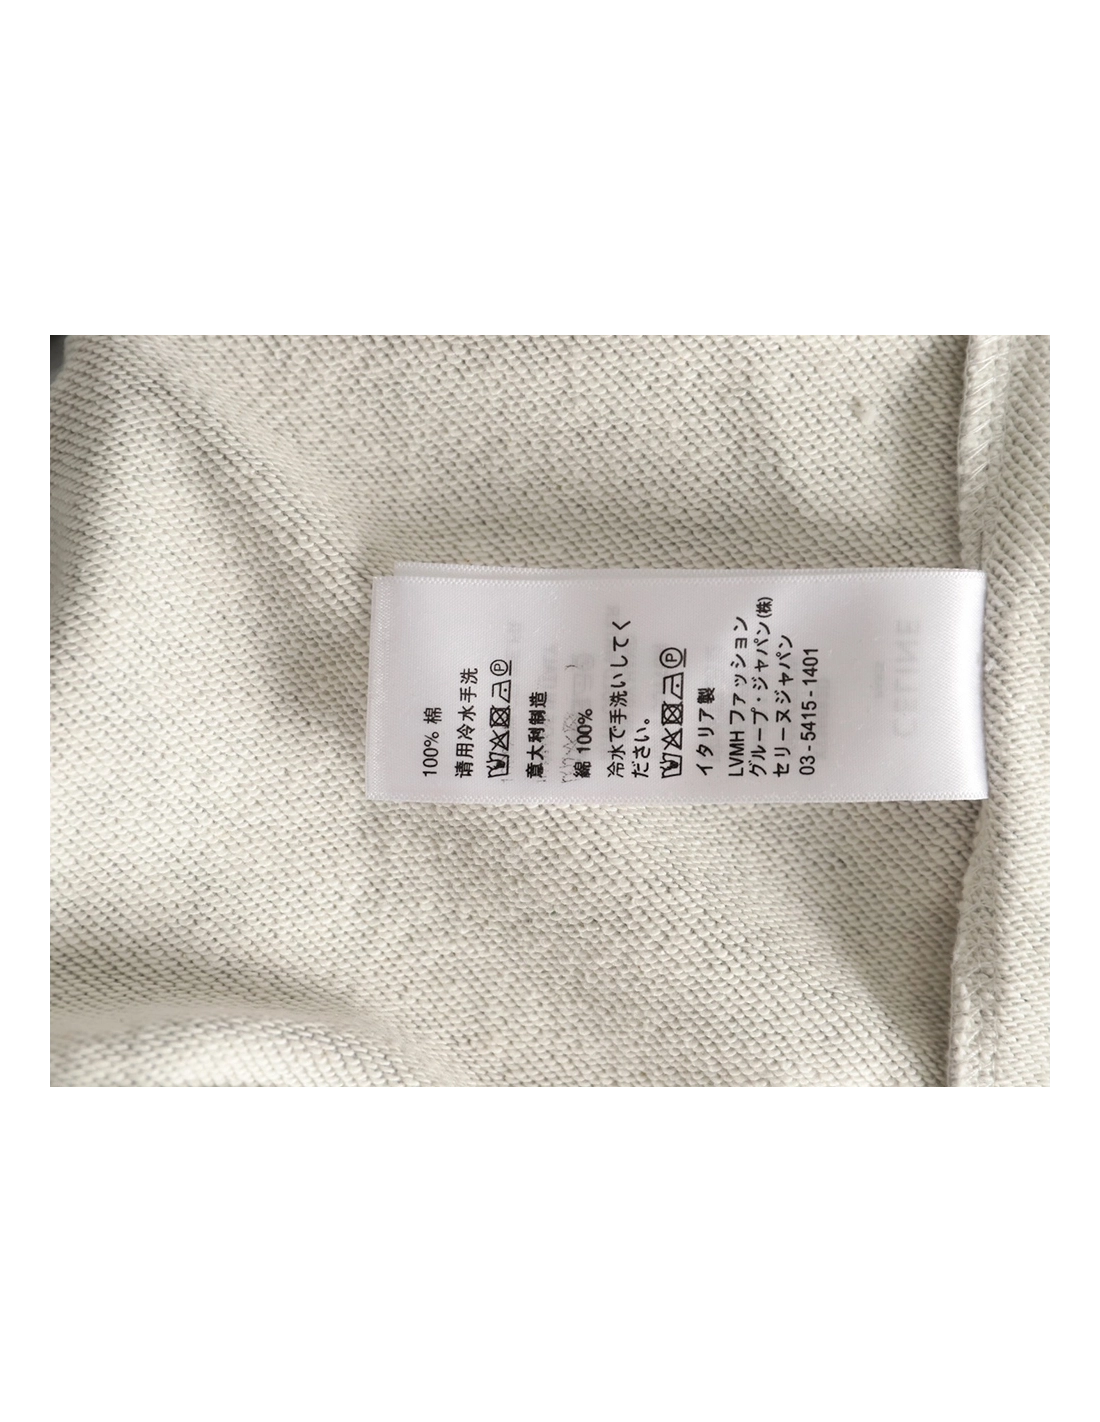 100% 棉
请用冷水手洗
意大利制造
綿 100%
冷水で手洗いしてく
ださい。
イタリア製
LVMH ファッション
グループ・ジャパン(株)
セリーヌ ジャパン
03 - 5415 - 1401